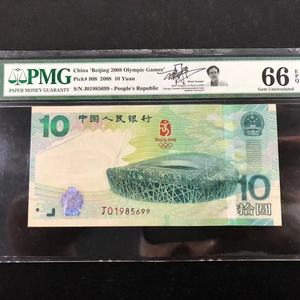 PMG
PAPER MONEY GUARANTY
China 'Beijing 2008 Olympic Games'
Pick# 908 2008 10 Yuan
S/N J01985699 - People's Republic
66 EPQ
Gem Uncirculated
10 中国人民银行
Beijing 2008
J01985699
10
拾圆